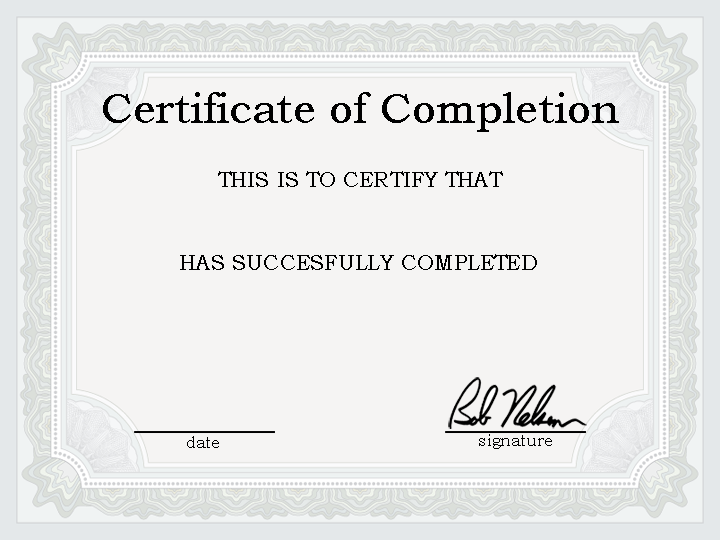 Certificate of Completion
THIS IS TO CERTIFY THAT
HAS SUCCESFULLY COMPLETED
Bob Nelson
date
signature